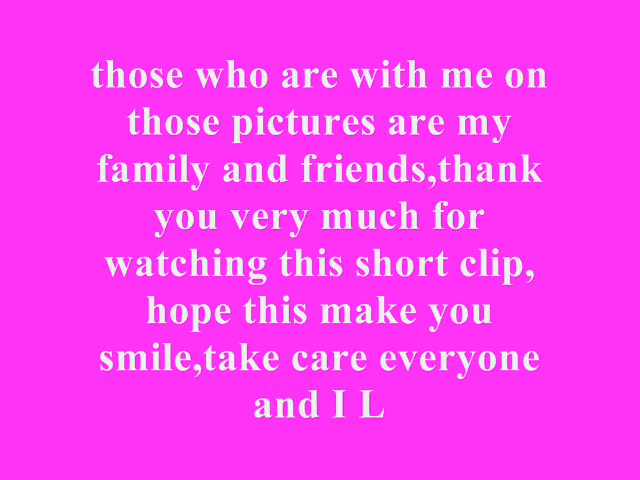 those who are with me on
those pictures are my
family and friends,thank
you very much for
watching this short clip,
hope this make you
smile,take care everyone
and I L